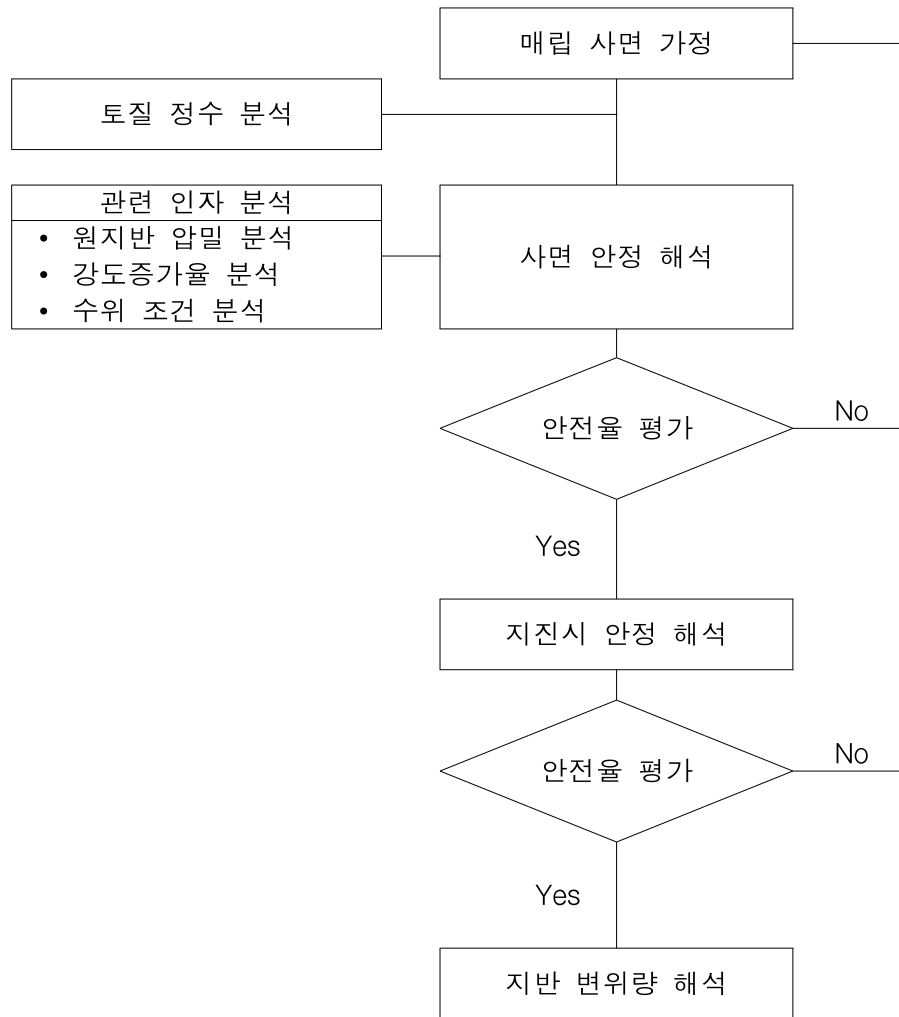 매립 사면 가정
토질 정수 분석
관련 인자 분석
• 원지반 압밀 분석
• 강도증가율 분석
• 수위 조건 분석
사면 안정 해석
안전율 평가
No
Yes
지진시 안정 해석
안전율 평가
No
Yes
지반 변위량 해석